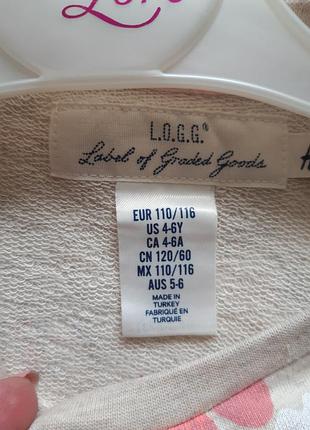 Love
L.O.G.G.®
Label of Graded Goods
H
EUR 110/116
US 4-6Y
CA 4-6A
CN 120/60
MX 110/116
AUS 5-6
MADE IN
TURKEY
FABRIQUÉ EN
TURQUIE